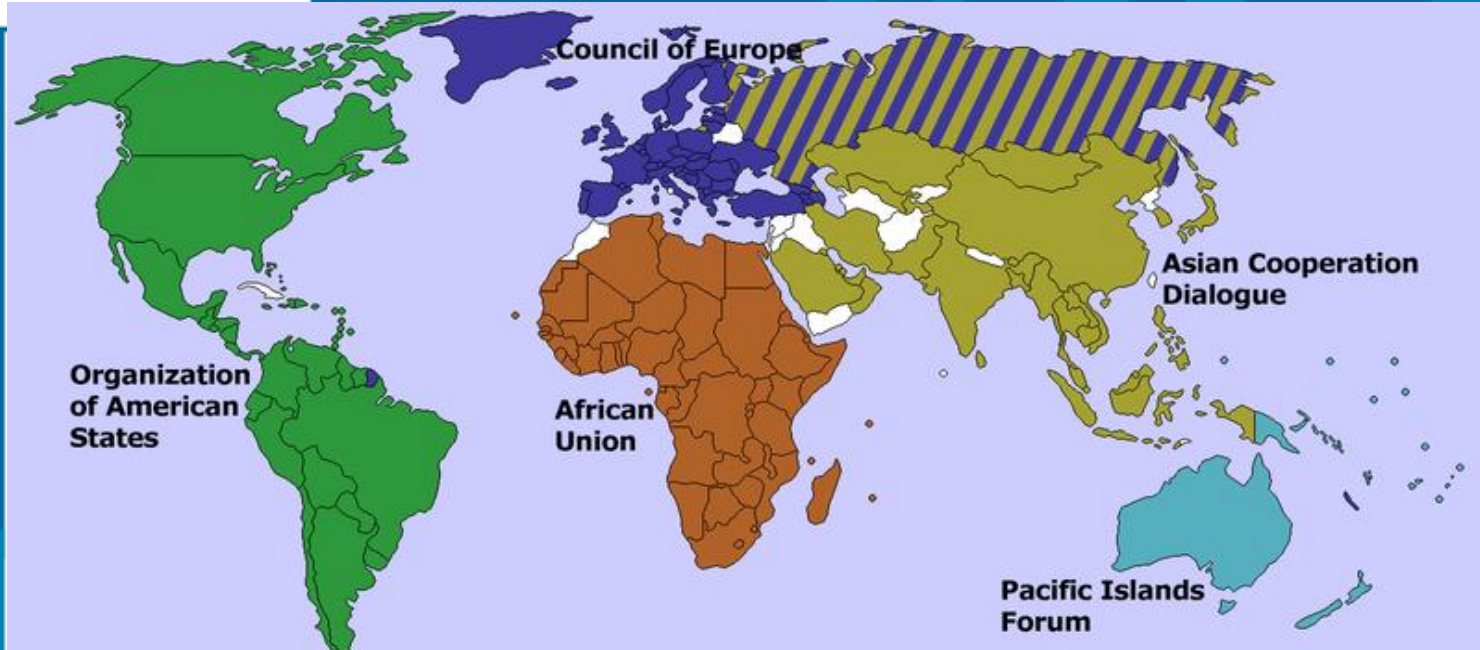 Council of Europe
Asian Cooperation
Dialogue
Organization
of American
States
African
Union
Pacific Islands
Forum